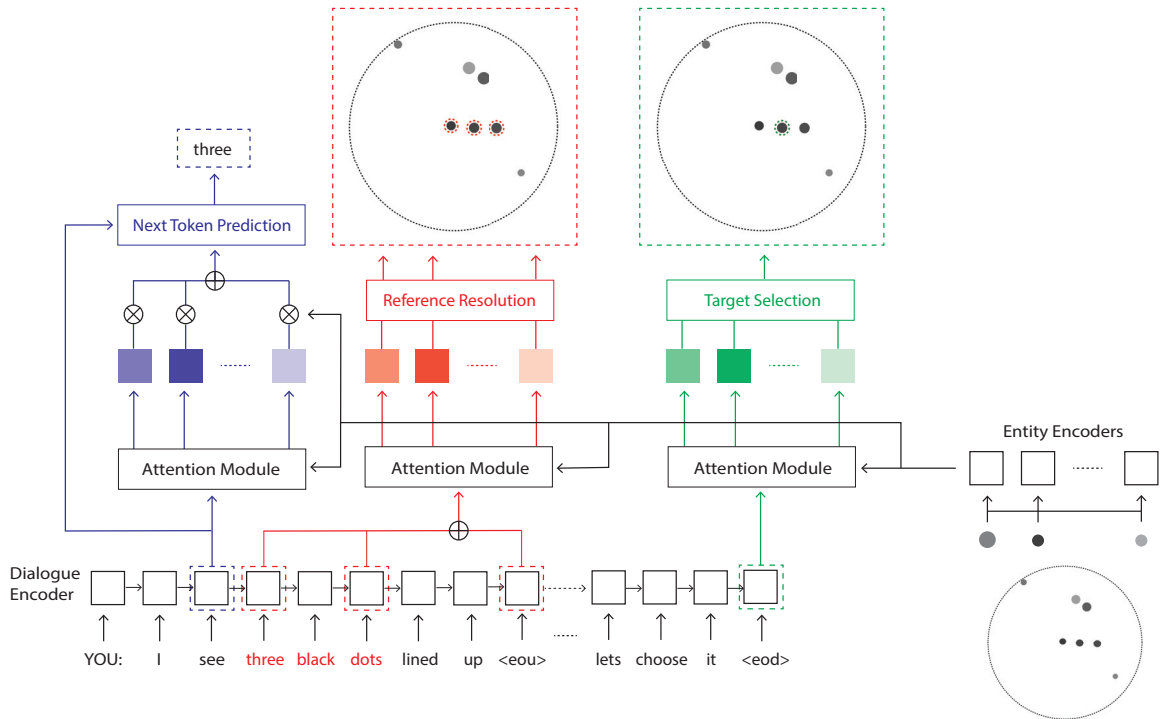 three
Next Token Prediction
Reference Resolution
Target Selection
Entity Encoders
Attention Module
Attention Module
Attention Module
Dialogue
Encoder
YOU: I see three black dots lined up <eou> lets choose it <eod>